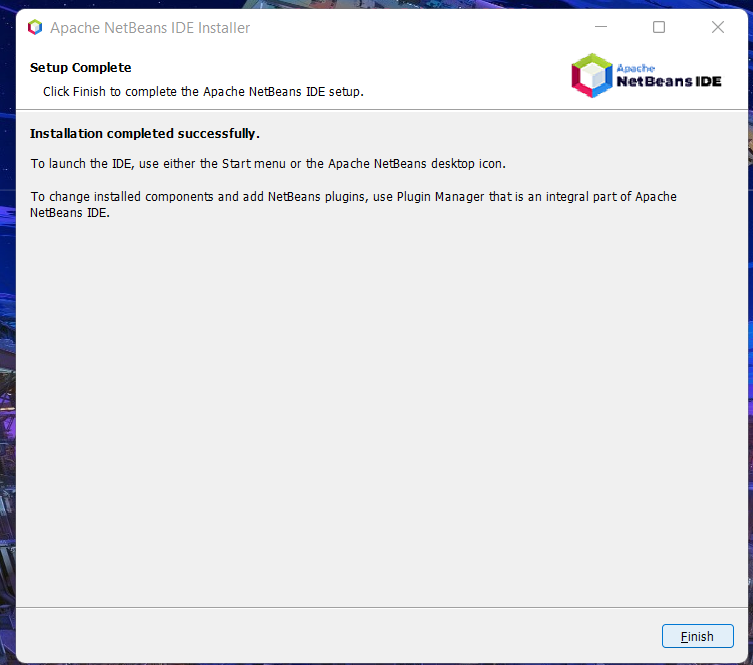 Apache NetBeans IDE Installer
Setup Complete
Click Finish to complete the Apache NetBeans IDE setup.
Apache
NetBeans IDE
Installation completed successfully.
To launch the IDE, use either the Start menu or the Apache NetBeans desktop icon.
To change installed components and add NetBeans plugins, use Plugin Manager that is an integral part of Apache
NetBeans IDE.
Finish